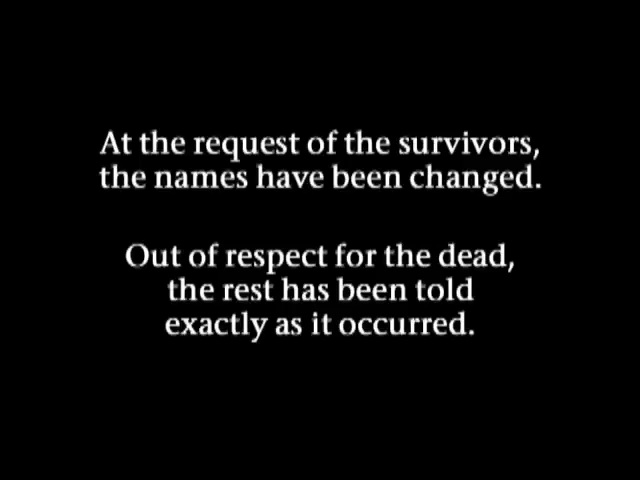 At the request of the survivors,
the names have been changed.
Out of respect for the dead,
the rest has been told
exactly as it occurred.